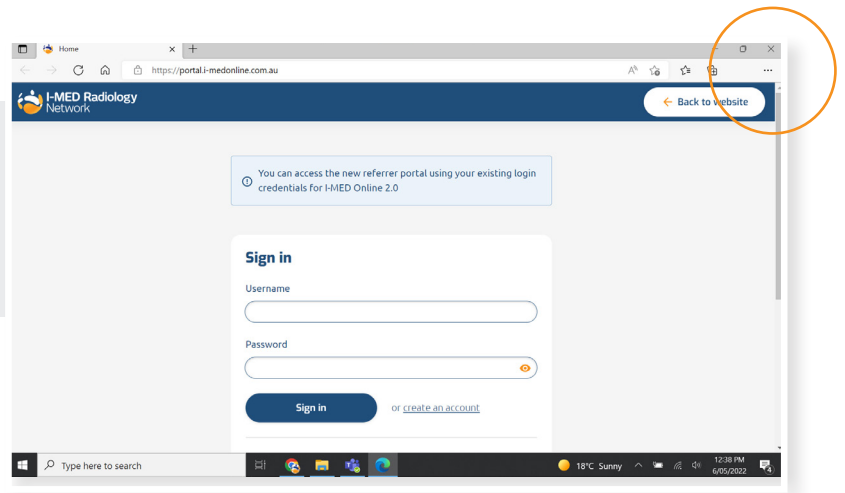 Home
https://portal.i-medonline.com.au
I-MED Radiology
Network
Back to website
You can access the new referrer portal using your existing login
credentials for I-MED Online 2.0
Sign in
Username
Password
Sign in
or create an account
Type here to search
18°C Sunny
12:38 PM
6/05/2022
4